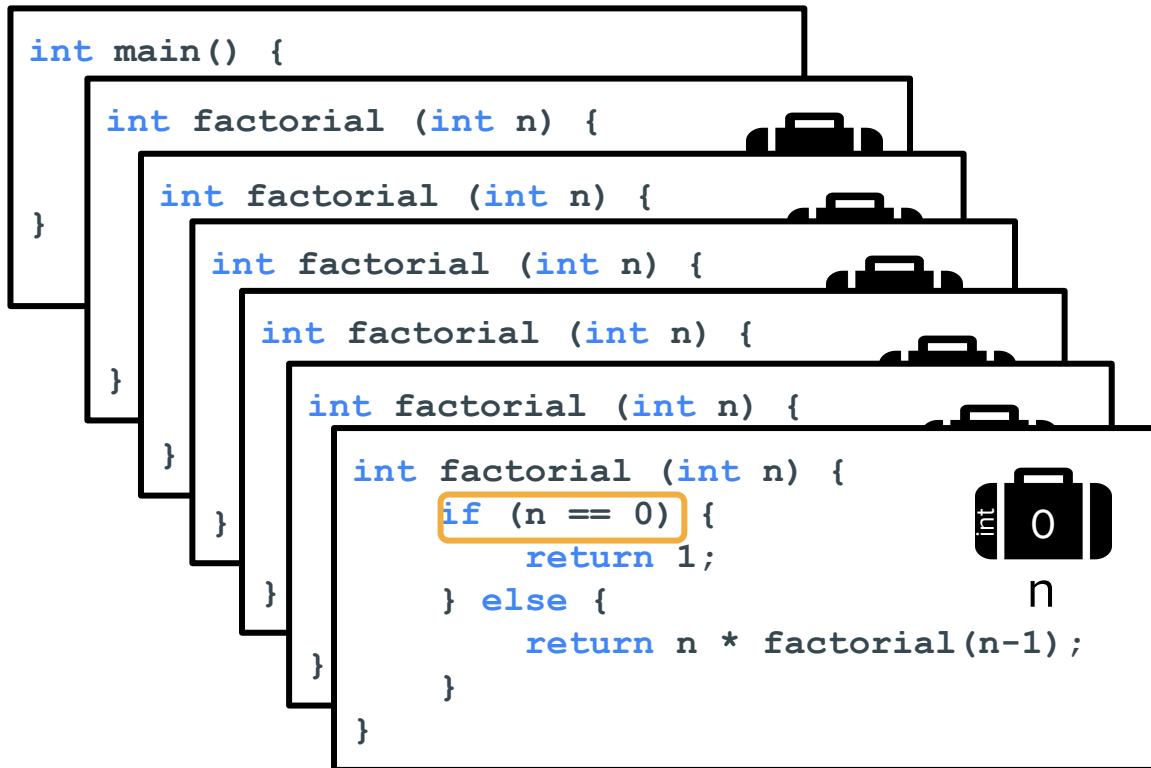 int main() {
}
int factorial (int n) {
}
int factorial (int n) {
}
int factorial (int n) {
}
int factorial (int n) {
}
int factorial (int n) {
}
int factorial (int n) {
if (n == 0) {
return 1;
} else {
return n * factorial(n-1);
}
}
int
0
n